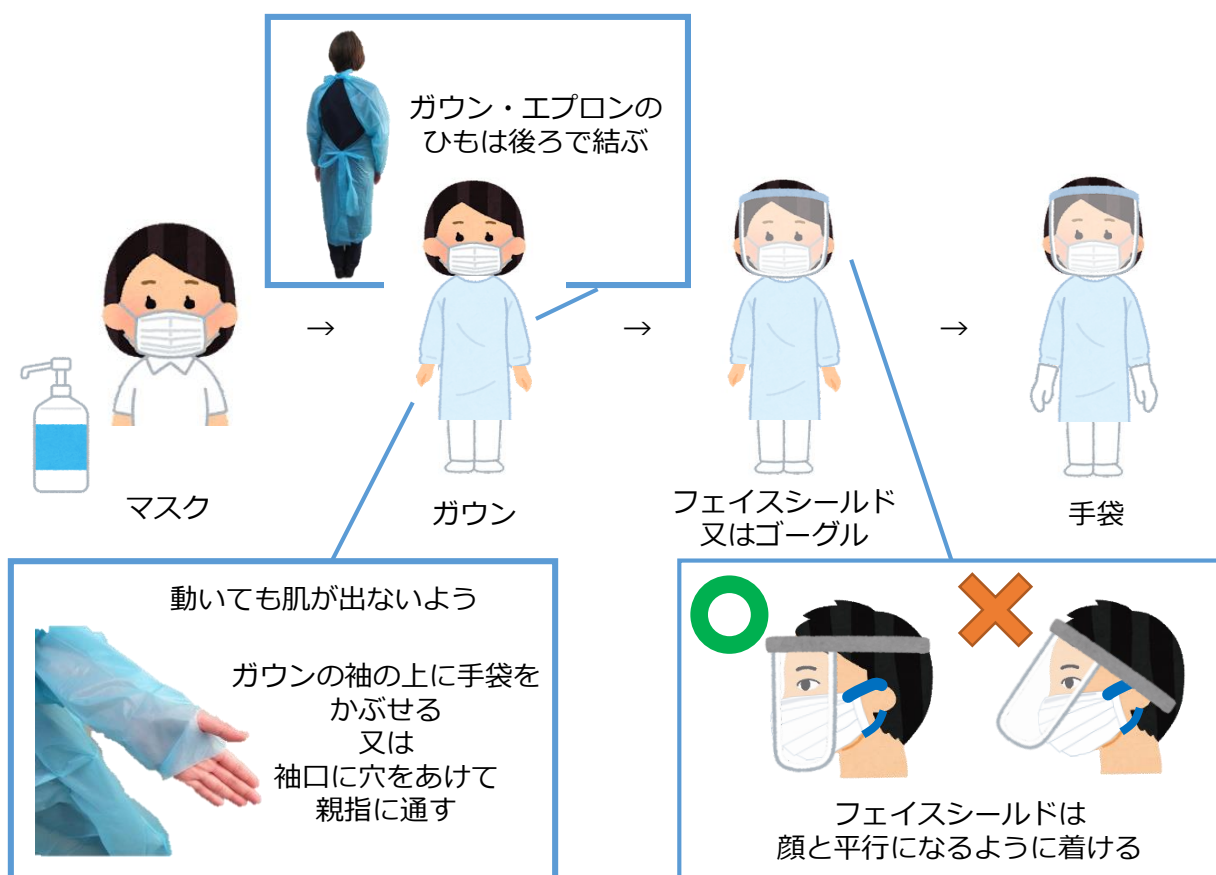 ガウン・エプロンの
ひもは後ろで結ぶ
→
→
→
マスク
ガウン
フェイスシールド
又はゴーグル
手袋
動いても肌が出ないよう
ガウンの袖の上に手袋を
かぶせる
又は
袖口に穴をあけて
親指に通す
フェイスシールドは
顔と平行になるように着ける